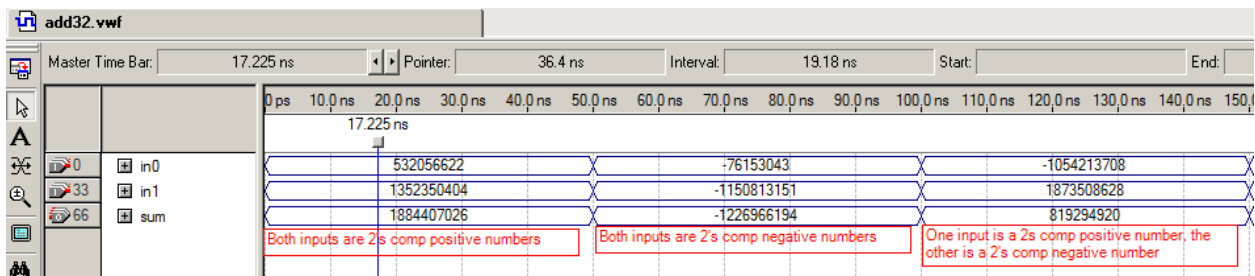 add32.vwf
Master Time Bar: 17.225 ns Pointer: 36.4 ns Interval: 19.18 ns Start: End:
0 ps 10.0 ns 20.0 ns 30.0 ns 40.0 ns 50.0 ns 60.0 ns 70.0 ns 80.0 ns 90.0 ns 100.0 ns 110.0 ns 120.0 ns 130.0 ns 140.0 ns
17.225 ns
0 in0 532056622 -76153043 -1054213708
33 in1 1352350404 -1150813151 1873508628
66 sum 1884407026 -1226966194 819294920
Both inputs are 2's comp positive numbers
Both inputs are 2's comp negative numbers
One input is a 2s comp positive number, the
other is a 2's comp negative number